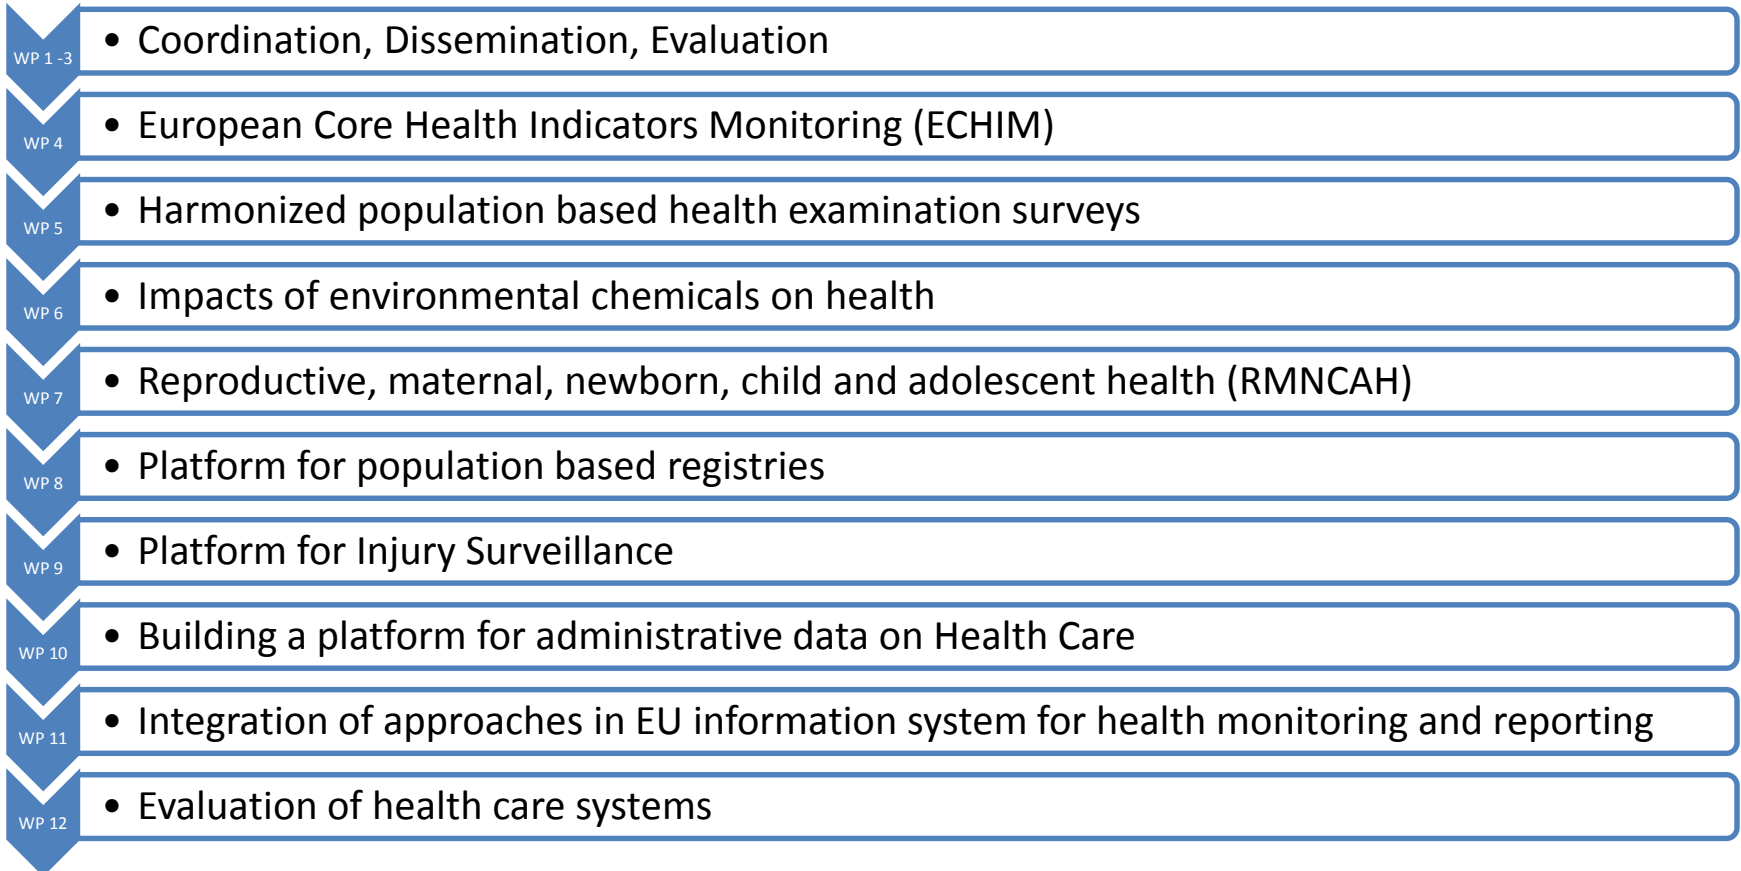 WP 1 -3
• Coordination, Dissemination, Evaluation
WP 4
• European Core Health Indicators Monitoring (ECHIM)
WP 5
• Harmonized population based health examination surveys
WP 6
• Impacts of environmental chemicals on health
WP 7
• Reproductive, maternal, newborn, child and adolescent health (RMNCAH)
WP 8
• Platform for population based registries
WP 9
• Platform for Injury Surveillance
WP 10
• Building a platform for administrative data on Health Care
WP 11
• Integration of approaches in EU information system for health monitoring and reporting
WP 12
• Evaluation of health care systems